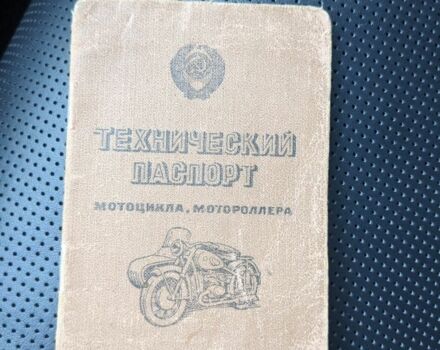 ТЕХНИЧЕСКИЙ
ПАСПОРТ
МОТОЦИКЛА, МОТОРОЛЛЕРА